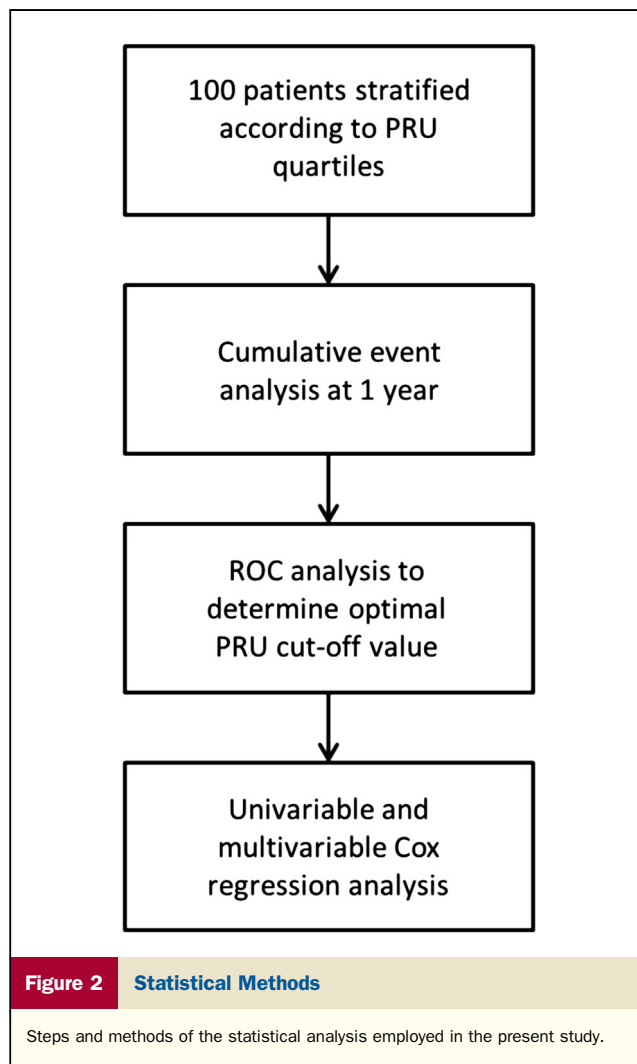 100 patients stratified
according to PRU
quartiles
Cumulative event
analysis at 1 year
ROC analysis to
determine optimal
PRU cut-off value
Univariable and
multivariable Cox
regression analysis
Figure 2 Statistical Methods
Steps and methods of the statistical analysis employed in the present study.